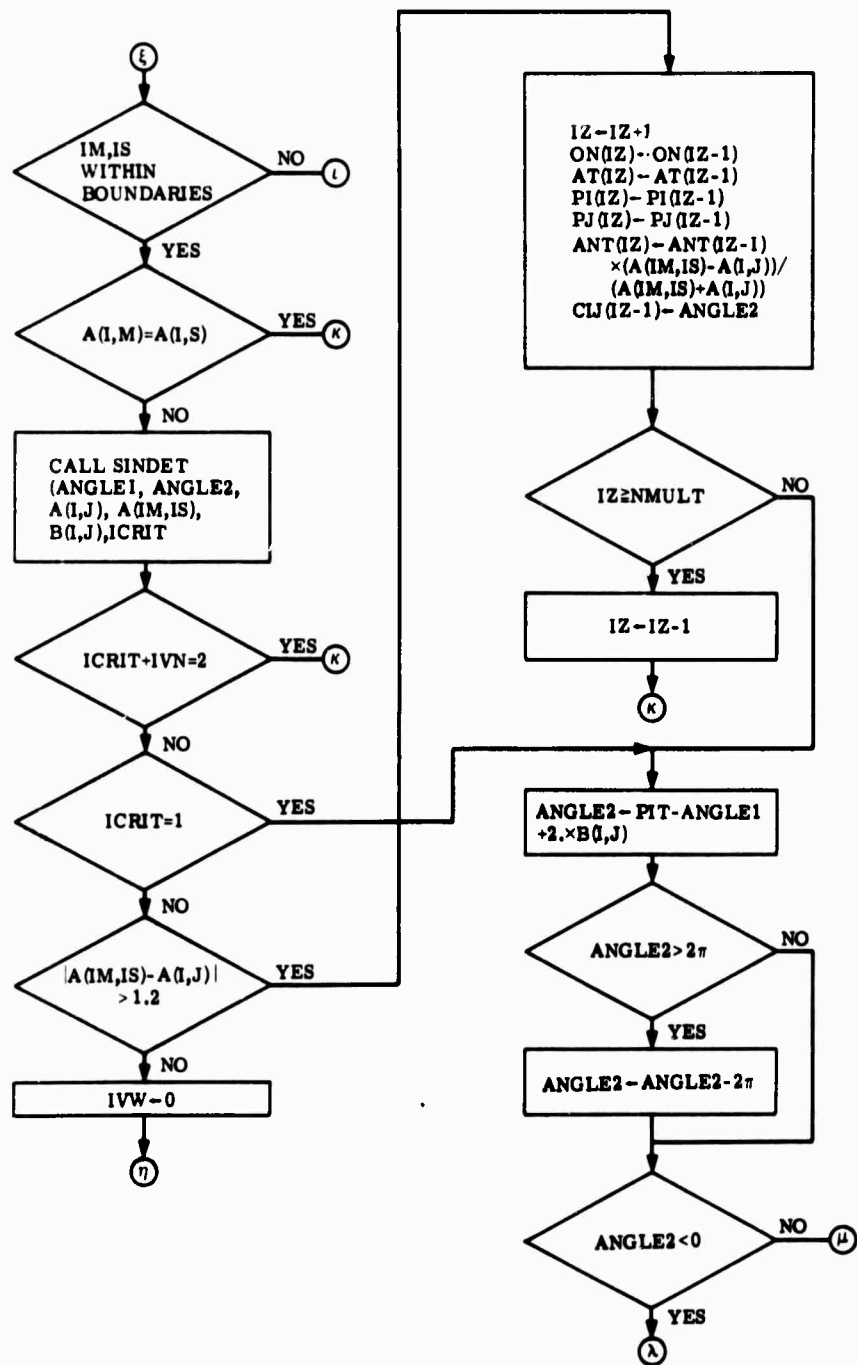 ξ
IM,IS
WITHIN
BOUNDARIES
NO
ι
YES
A(I,M)=A(I,S)
YES
κ
NO
CALL SINDET
(ANGLE1, ANGLE2,
A(I,J), A(IM,IS),
B(I,J),ICRIT
ICRIT+IVN=2
YES
κ
NO
ICRIT=1
YES
NO
|A(IM,IS)-A(I,J)|
>1.2
YES
NO
IVW←0
η
IZ←IZ+1
ON(IZ)←ON(IZ-1)
AT(IZ)←AT(IZ-1)
PI(IZ)←PI(IZ-1)
PJ(IZ)←PJ(IZ-1)
ANT(IZ)←ANT(IZ-1)
×(A(IM,IS)-A(I,J))/
(A(IM,IS)+A(I,J))
CIJ(IZ-1)←ANGLE2
IZ≧NMULT
NO
YES
IZ←IZ-1
κ
ANGLE2←PIT-ANGLE1
+2.×B(I,J)
ANGLE2>2π
NO
YES
ANGLE2←ANGLE2-2π
ANGLE2<0
NO
μ
YES
λ